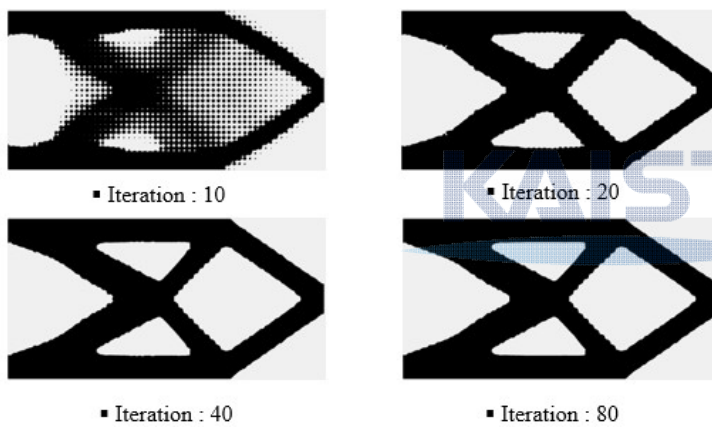 ▪ Iteration : 10
▪ Iteration : 20
KAIST
▪ Iteration : 40
▪ Iteration : 80